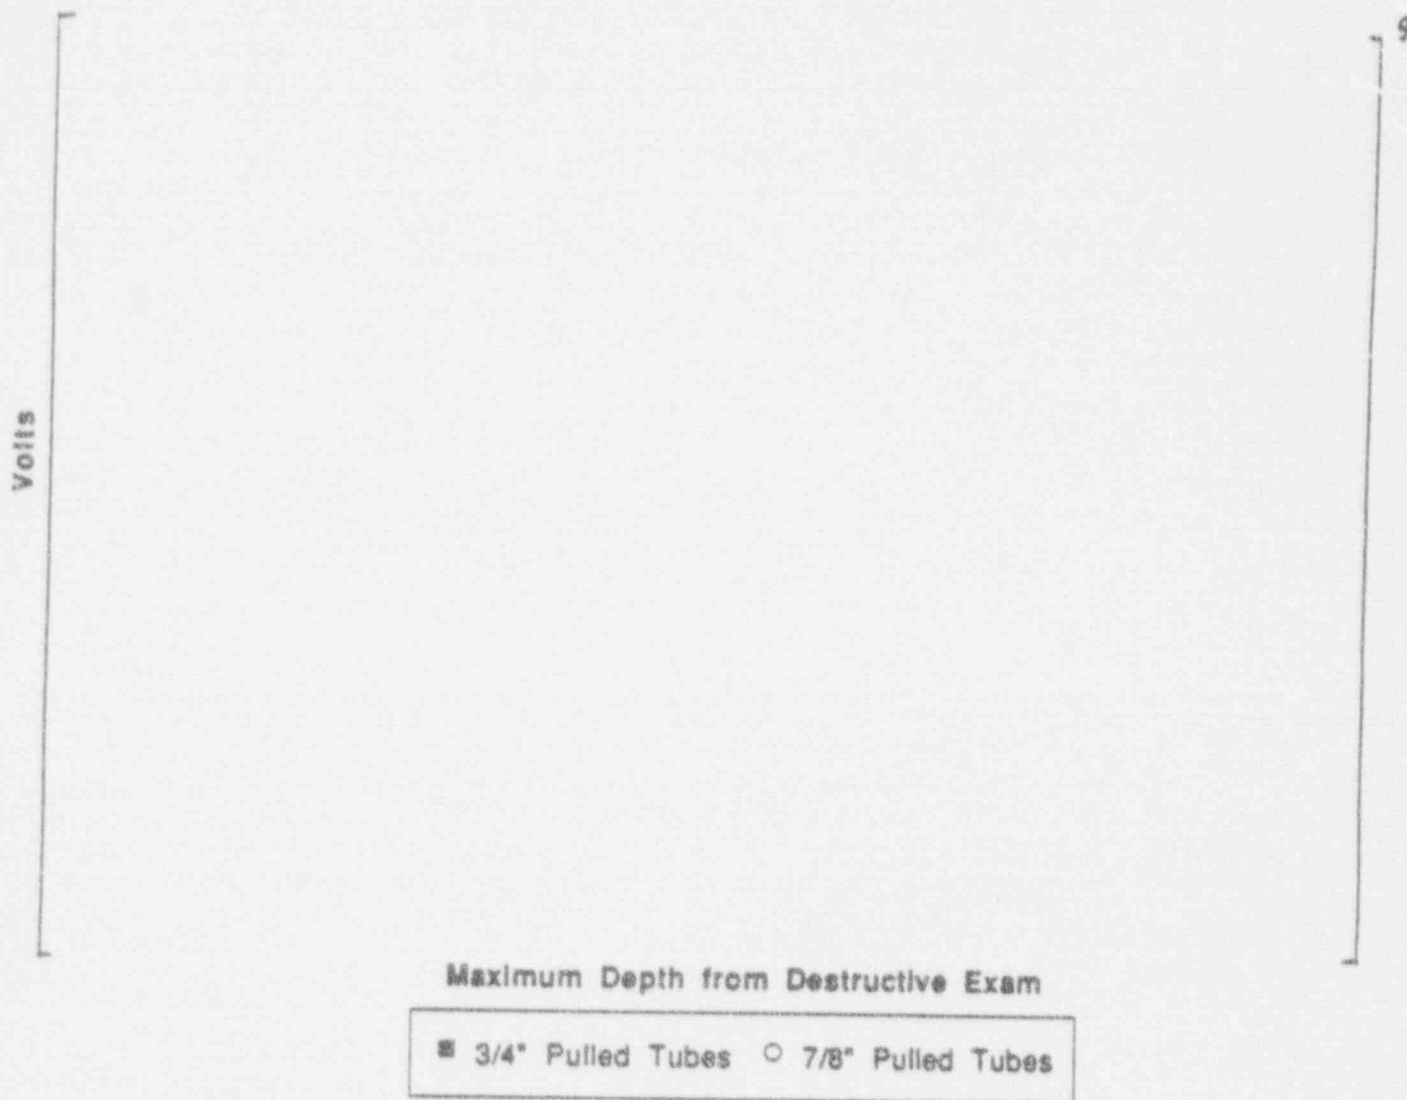 Volts
Maximum Depth from Destructive Exam
■ 3/4" Pulled Tubes ○ 7/8" Pulled Tubes